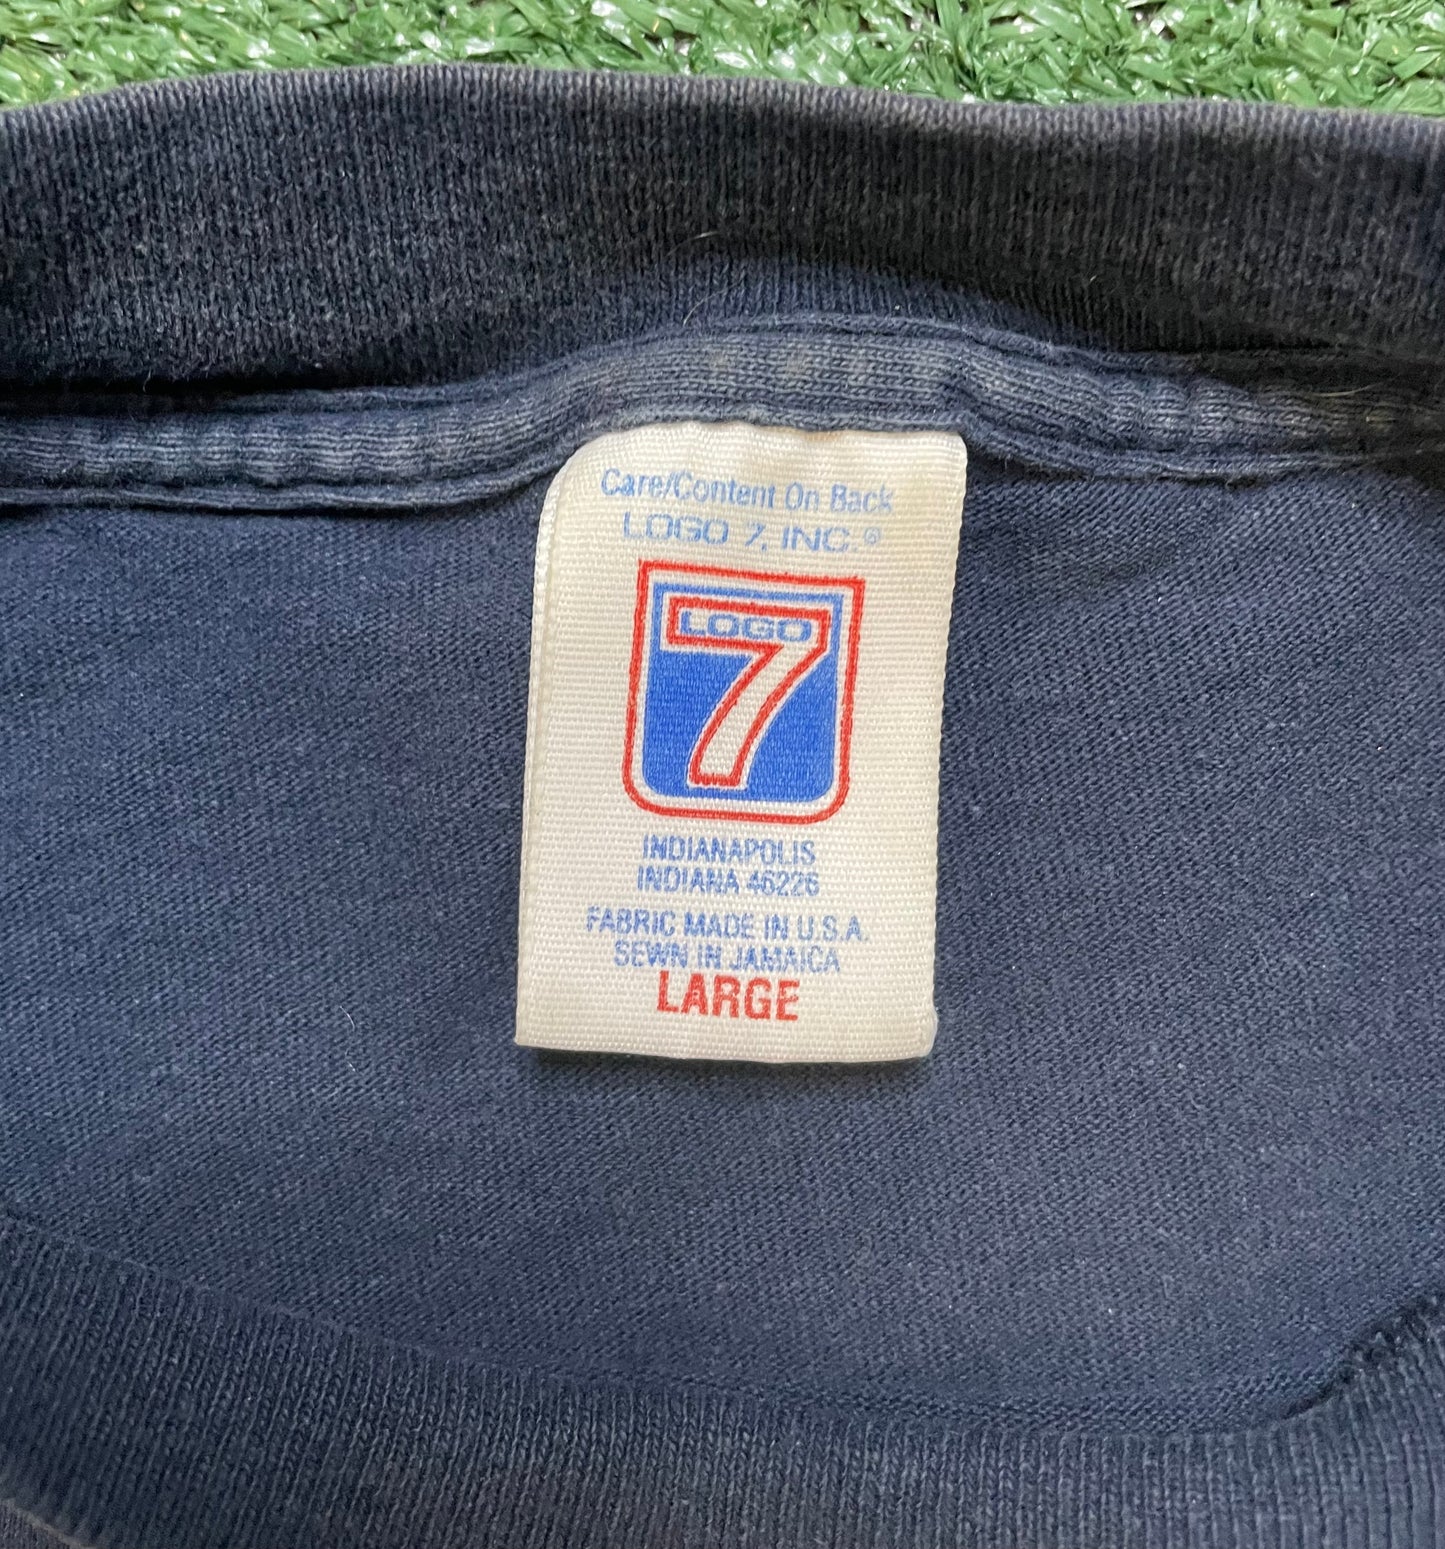 Care/Content On Back
LOGO 7, INC.®
LOGO
7
INDIANAPOLIS
INDIANA 46226
FABRIC MADE IN U.S.A.
SEWN IN JAMAICA
LARGE